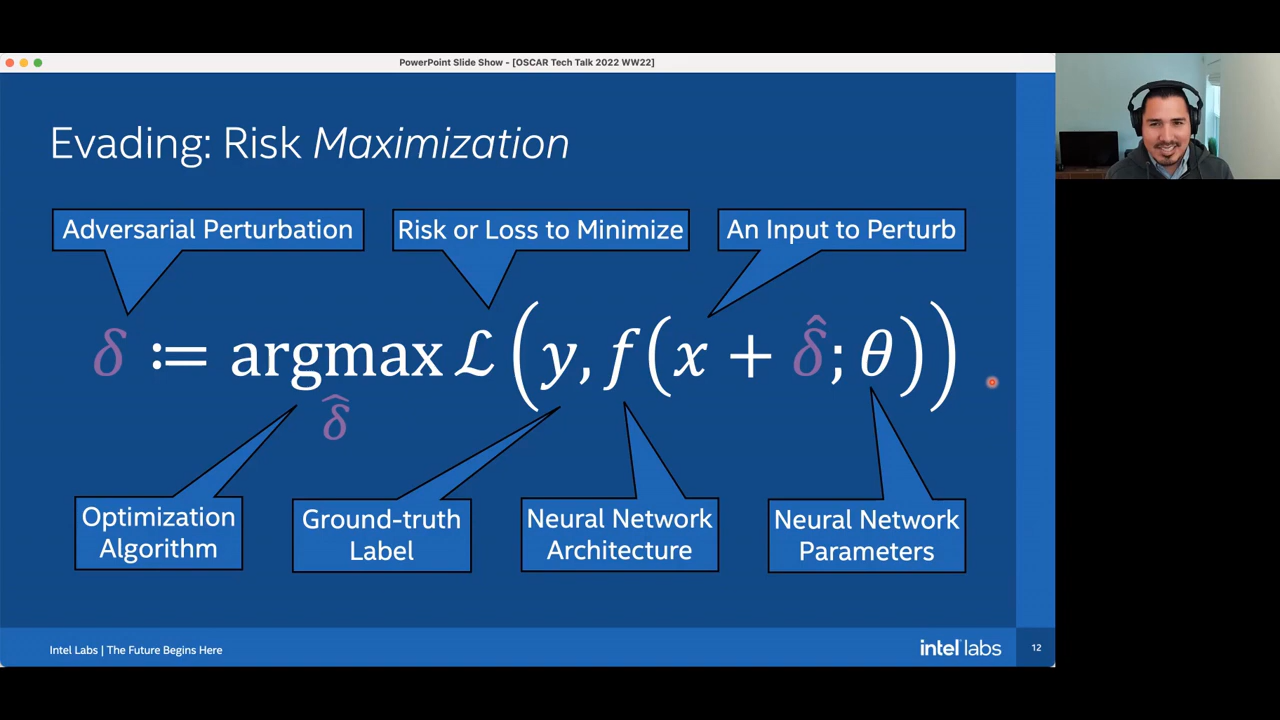 PowerPoint Slide Show - [OSCAR Tech Talk 2022 WW22]
Evading: Risk Maximization
Adversarial Perturbation
Risk or Loss to Minimize
An Input to Perturb
δ ≔ argmax ℒ(y, f(x + δ̂; θ))
δ̂
Optimization
Algorithm
Ground-truth
Label
Neural Network
Architecture
Neural Network
Parameters
Intel Labs | The Future Begins Here
intel labs
12